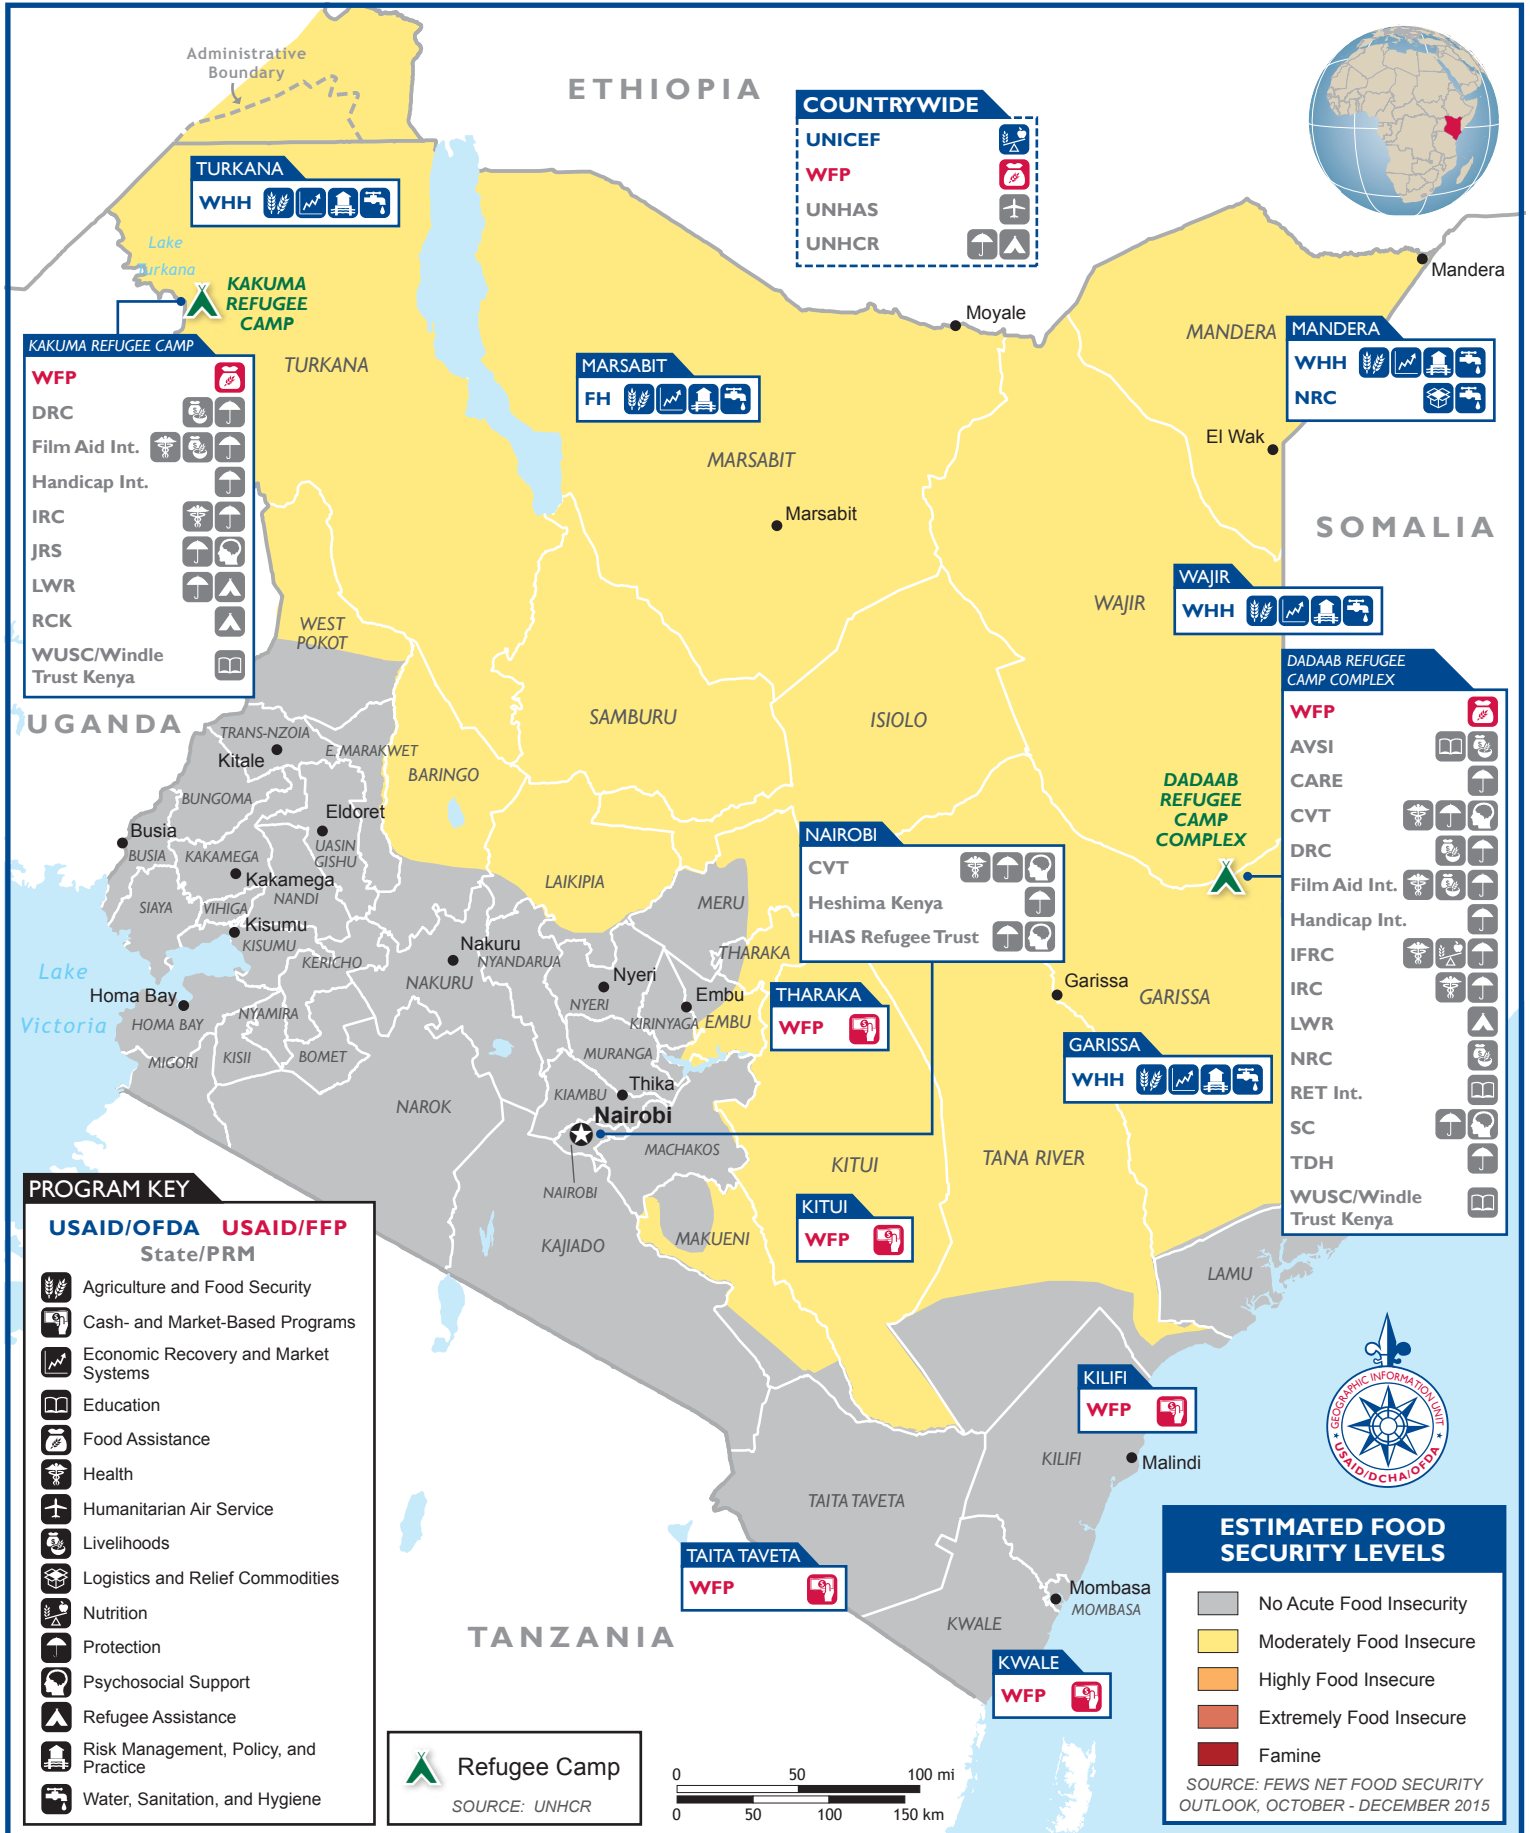 Administrative
Boundary
ETHIOPIA
COUNTRYWIDE
UNICEF
WFP
UNHAS
UNHCR
TURKANA
WHH
Lake
Turkana
KAKUMA
REFUGEE
CAMP
KAKUMA REFUGEE CAMP
WFP
DRC
Film Aid Int.
Handicap Int.
IRC
JRS
LWR
RCK
WUSC/Windle
Trust Kenya
TURKANA
MARSABIT
FH
MARSABIT
Marsabit
Moyale
Mandera
MANDERA
MANDERA
WHH
NRC
El Wak
SOMALIA
WAJIR
WAJIR
WHH
WEST
POKOT
UGANDA
SAMBURU
ISIOLO
TRANS-NZOIA
Kitale
E. MARAKWET
BARINGO
BUNGOMA
Eldoret
Busia
BUSIA
KAKAMEGA
UASIN
GISHU
Kakamega
NANDI
SIAYA
VIHIGA
Kisumu
KISUMU
KERICHO
LAIKIPIA
MERU
THARAKA
Nakuru
NYANDARUA
NAKURU
Nyeri
NYERI
Embu
KIRINYAGA
EMBU
Lake
Victoria
Homa Bay
HOMA BAY
NYAMIRA
MIGORI
KISII
BOMET
MURANGA
KIAMBU
Thika
Nairobi
NAIROBI
NAROK
MACHAKOS
KAJIADO
MAKUENI
NAIROBI
CVT
Heshima Kenya
HIAS Refugee Trust
THARAKA
WFP
DADAAB
REFUGEE
CAMP
COMPLEX
Garissa
GARISSA
GARISSA
WHH
DADAAB REFUGEE
CAMP COMPLEX
WFP
AVSI
CARE
CVT
DRC
Film Aid Int.
Handicap Int.
IFRC
IRC
LWR
NRC
RET Int.
SC
TDH
WUSC/Windle
Trust Kenya
KITUI
TANA RIVER
KITUI
WFP
LAMU
KILIFI
WFP
KILIFI
Malindi
TAITA TAVETA
TAITA TAVETA
WFP
Mombasa
MOMBASA
KWALE
KWALE
WFP
TANZANIA
PROGRAM KEY
USAID/OFDA USAID/FFP
State/PRM
Agriculture and Food Security
Cash- and Market-Based Programs
Economic Recovery and Market
Systems
Education
Food Assistance
Health
Humanitarian Air Service
Livelihoods
Logistics and Relief Commodities
Nutrition
Protection
Psychosocial Support
Refugee Assistance
Risk Management, Policy, and
Practice
Water, Sanitation, and Hygiene
Refugee Camp
SOURCE: UNHCR
0 50 100 mi
0 50 100 150 km
GEOGRAPHIC INFORMATION UNIT
USAID/DCHA/OFDA
ESTIMATED FOOD
SECURITY LEVELS
No Acute Food Insecurity
Moderately Food Insecure
Highly Food Insecure
Extremely Food Insecure
Famine
SOURCE: FEWS NET FOOD SECURITY
OUTLOOK, OCTOBER - DECEMBER 2015